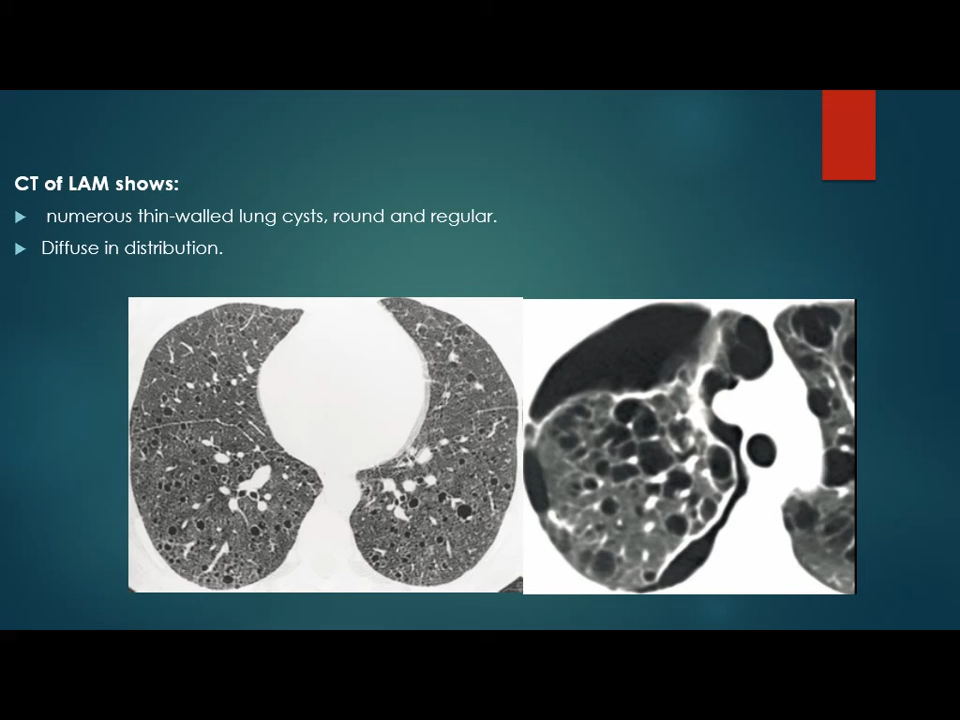 CT of LAM shows:
numerous thin-walled lung cysts, round and regular.
Diffuse in distribution.